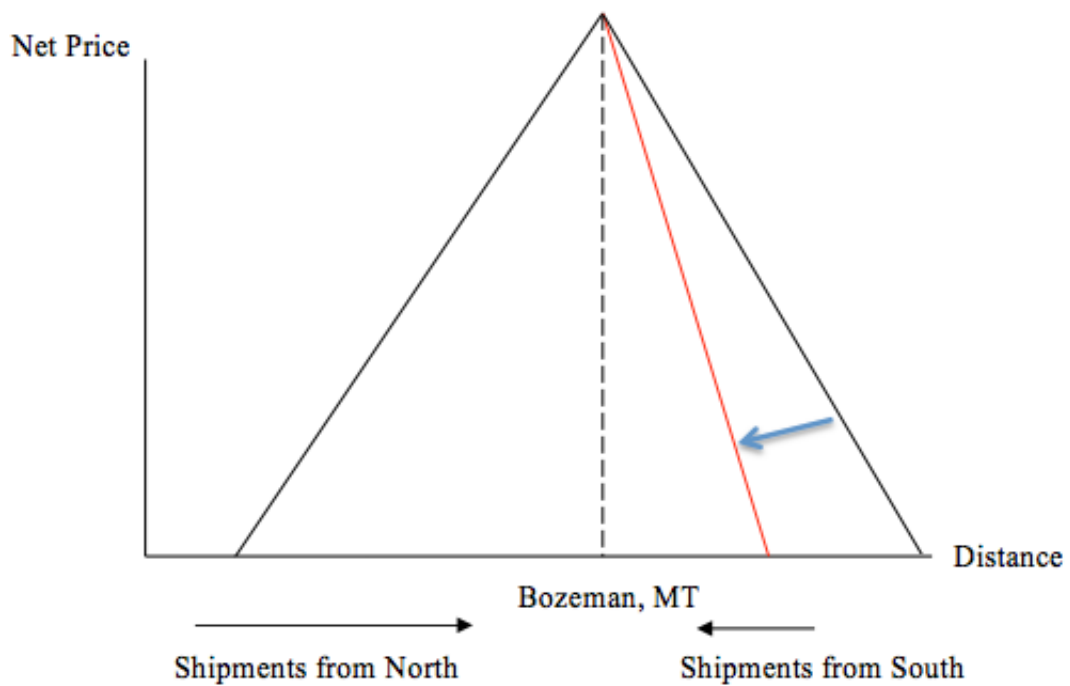 Net Price
Distance
Bozeman, MT
Shipments from North
Shipments from South